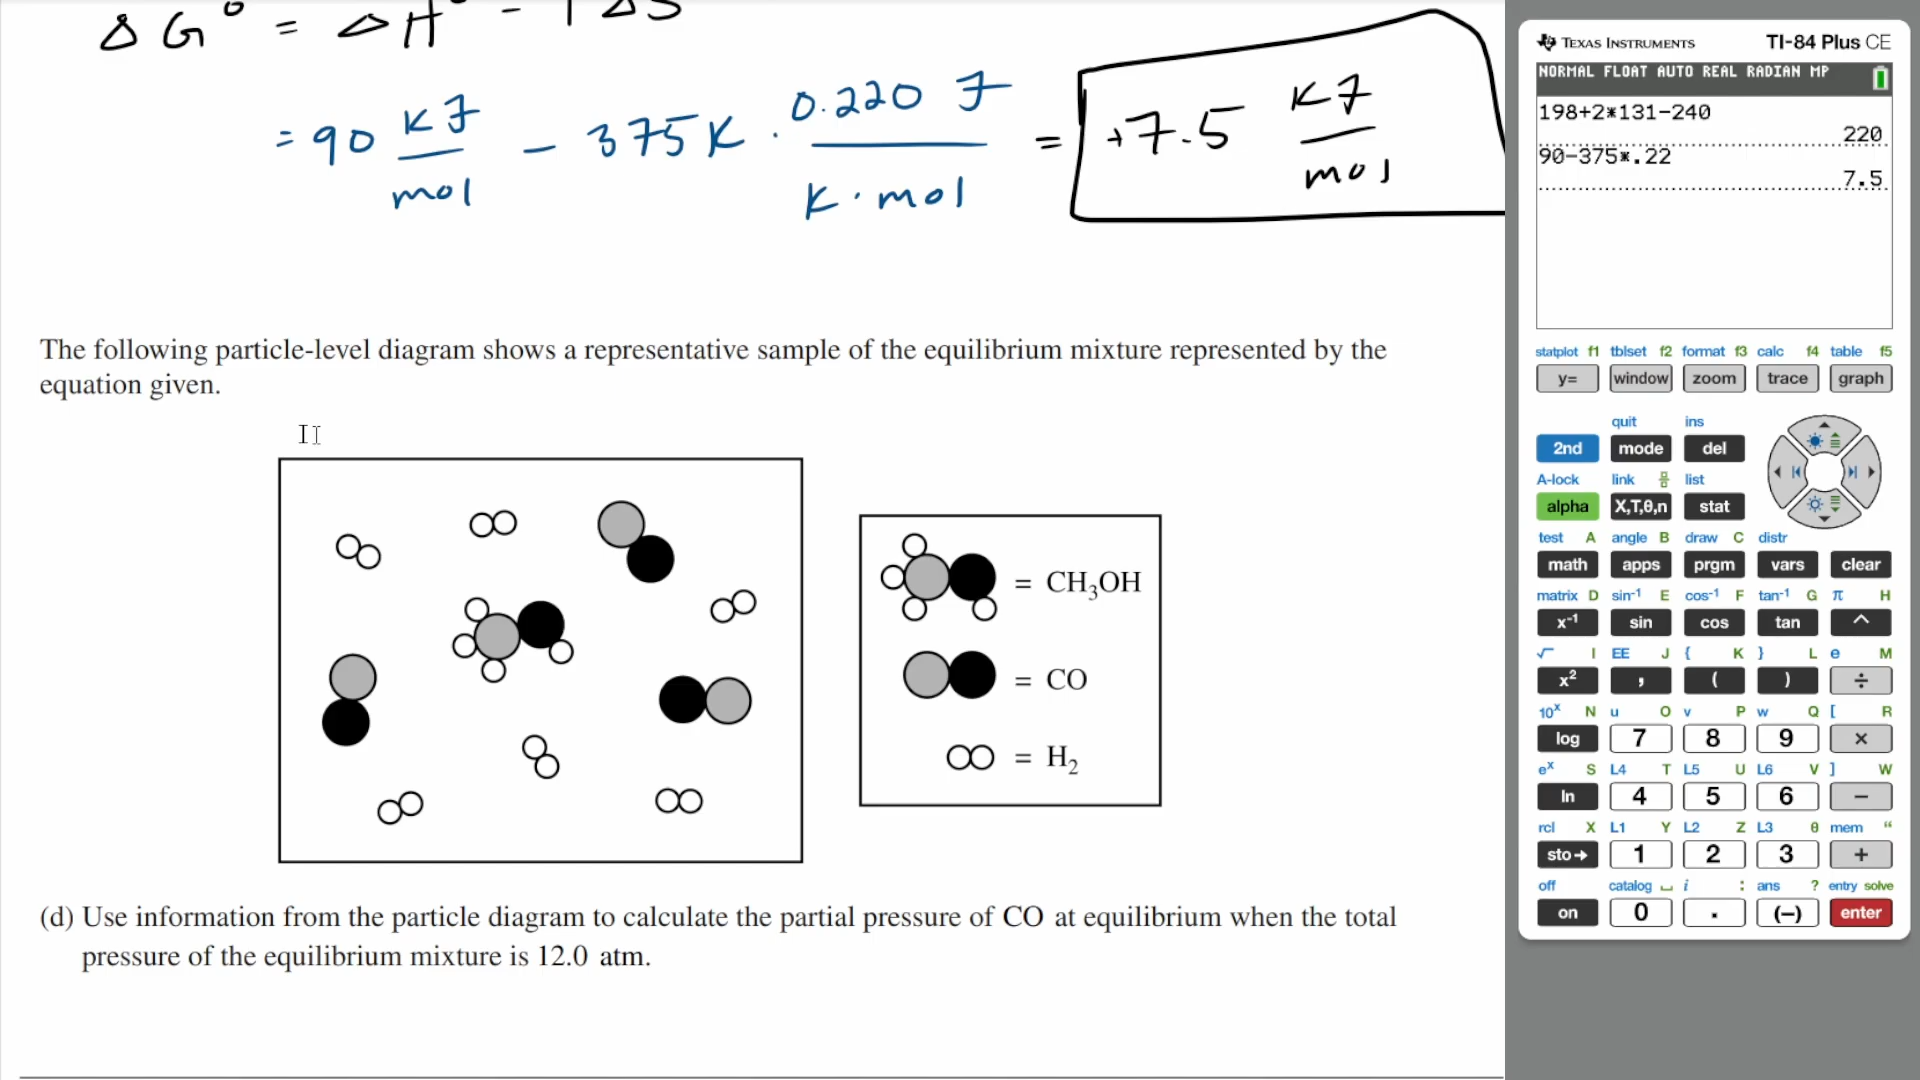 ΔG° = ΔH° - TΔS
= 90 kJ/mol - 375K · 0.220 J/K·mol = +7.5 kJ/mol
The following particle-level diagram shows a representative sample of the equilibrium mixture represented by the
equation given.
= CH₃OH
= CO
= H₂
(d) Use information from the particle diagram to calculate the partial pressure of CO at equilibrium when the total
pressure of the equilibrium mixture is 12.0 atm.
TEXAS INSTRUMENTS TI-84 Plus CE
NORMAL FLOAT AUTO REAL RADIAN MP
198+2*131-240
220
90-375*.22
7.5
statplot f1 tblset f2 format f3 calc f4 table f5
y= window zoom trace graph
quit ins
2nd mode del
A-lock link list
alpha X,T,θ,n stat
test A angle B draw C distr
math apps prgm vars clear
matrix D sin⁻¹ E cos⁻¹ F tan⁻¹ G π H
x⁻¹ sin cos tan ^
√ I EE J { K } L e M
x² , ( ) ÷
10ˣ N u O v P w Q [ R
log 7 8 9 ×
eˣ S L4 T L5 U L6 V ] W
ln 4 5 6 −
rcl X L1 Y L2 Z L3 θ mem “
sto→ 1 2 3 +
off catalog ⎵ i : ans ? entry solve
on 0 . (−) enter